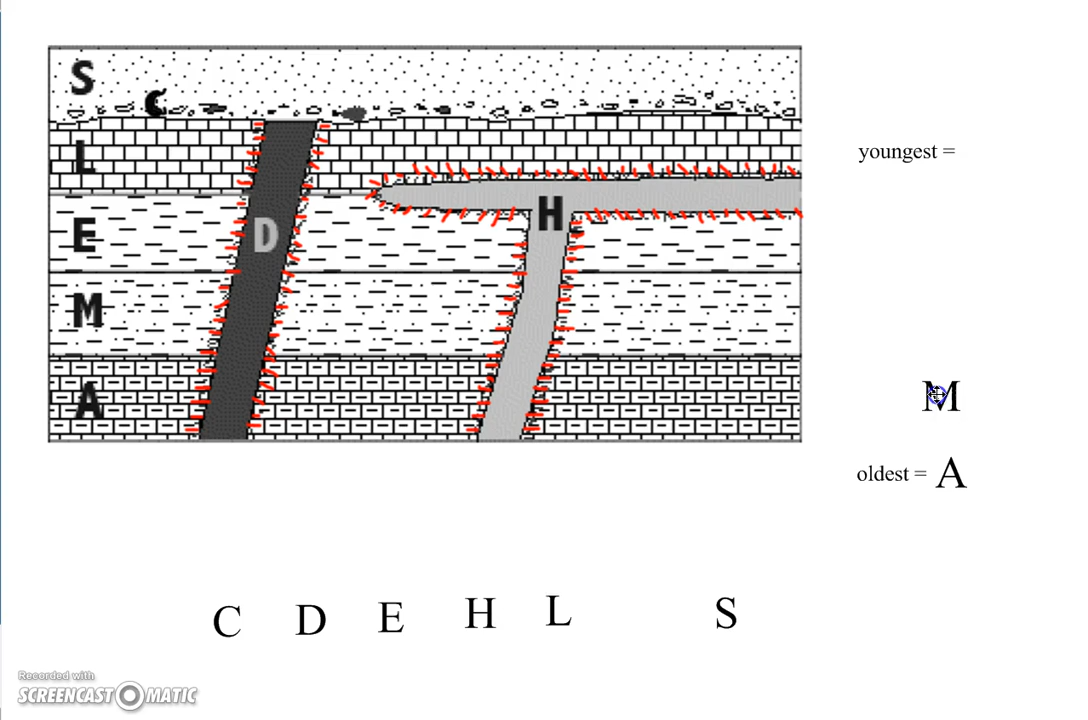 S
C
L
youngest =
E
D
H
M
A
M
oldest = A
C D E H L S
Recorded with
SCREENCAST-O-MATIC